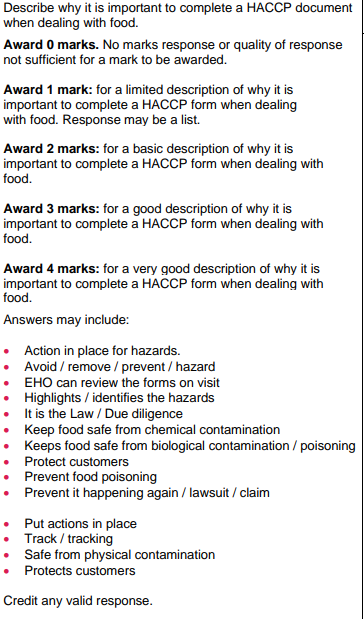 Describe why it is important to complete a HACCP document
when dealing with food.
Award 0 marks. No marks response or quality of response
not sufficient for a mark to be awarded.
Award 1 mark: for a limited description of why it is
important to complete a HACCP form when dealing
with food. Response may be a list.
Award 2 marks: for a basic description of why it is
important to complete a HACCP form when dealing with
food.
Award 3 marks: for a good description of why it is
important to complete a HACCP form when dealing with
food.
Award 4 marks: for a very good description of why it is
important to complete a HACCP form when dealing with
food.
Answers may include:
• Action in place for hazards.
• Avoid / remove / prevent / hazard
• EHO can review the forms on visit
• Highlights / identifies the hazards
• It is the Law / Due diligence
• Keep food safe from chemical contamination
• Keeps food safe from biological contamination / poisoning
• Protect customers
• Prevent food poisoning
• Prevent it happening again / lawsuit / claim
• Put actions in place
• Track / tracking
• Safe from physical contamination
• Protects customers
Credit any valid response.